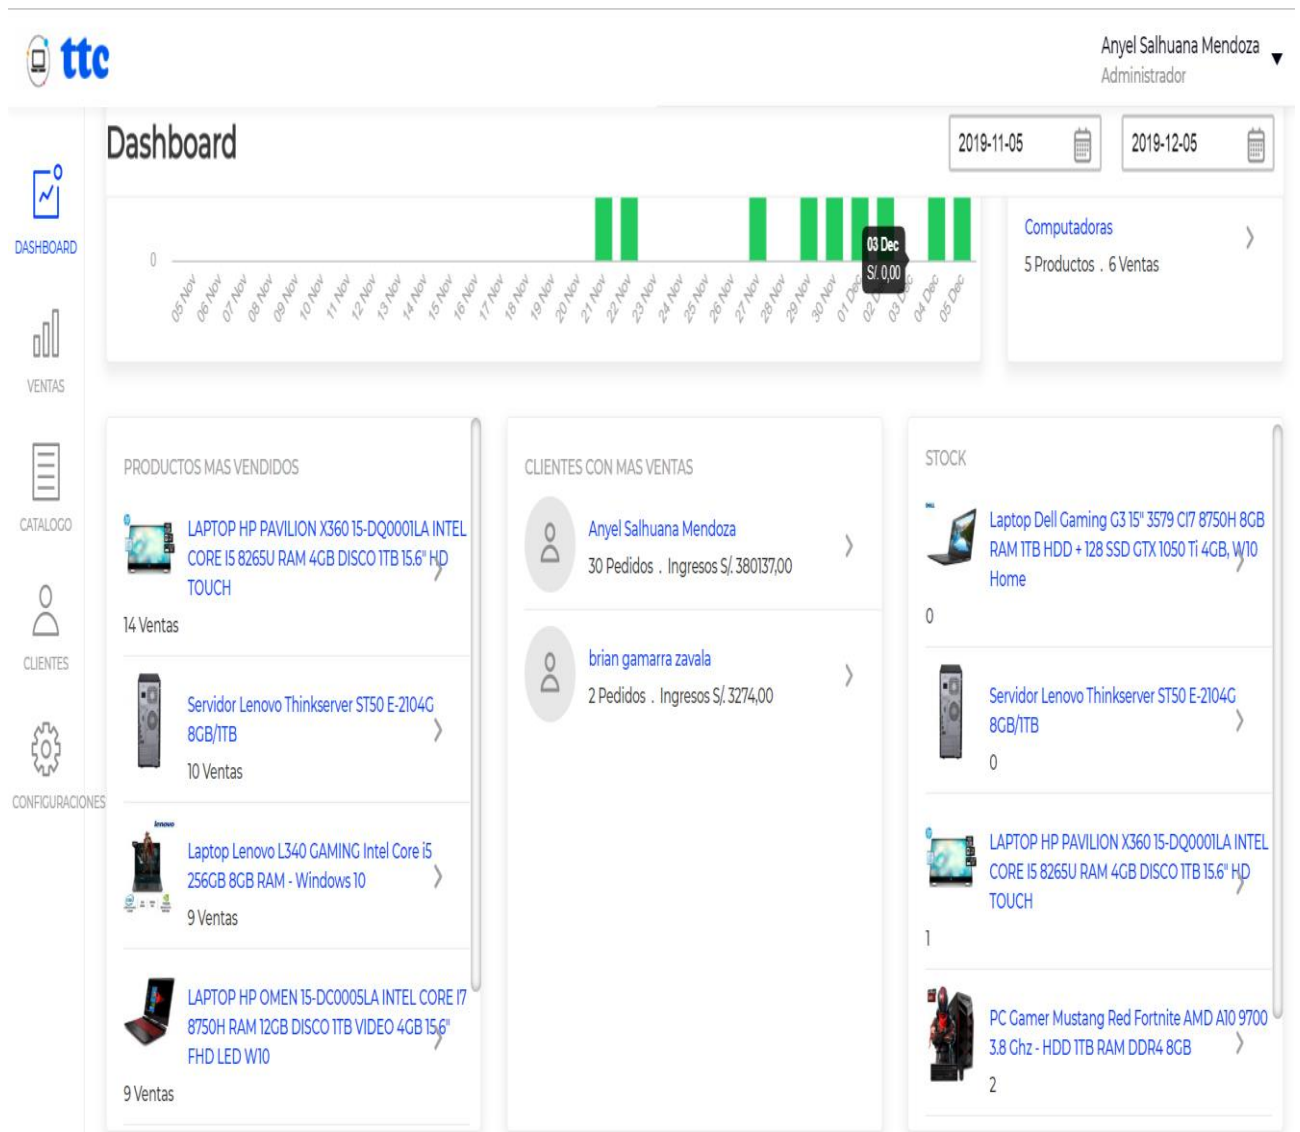 ttc
Anyel Salhuana Mendoza
Administrador
Dashboard
2019-11-05
2019-12-05
DASHBOARD
VENTAS
CATALOGO
CLIENTES
CONFIGURACIONES
0
05 Nov
06 Nov
07 Nov
08 Nov
09 Nov
10 Nov
11 Nov
12 Nov
13 Nov
14 Nov
15 Nov
16 Nov
17 Nov
18 Nov
19 Nov
20 Nov
21 Nov
22 Nov
23 Nov
24 Nov
25 Nov
26 Nov
27 Nov
28 Nov
29 Nov
30 Nov
01 Dec
02 D
03 Dec
04 Dec
05 Dec
03 Dec
S/. 0,00
Computadoras
5 Productos . 6 Ventas
PRODUCTOS MAS VENDIDOS
LAPTOP HP PAVILION X360 15-DQ0001LA INTEL
CORE I5 8265U RAM 4GB DISCO 1TB 15.6" HD
TOUCH
14 Ventas
Servidor Lenovo Thinkserver ST50 E-2104G
8GB/1TB
10 Ventas
lenovo
Laptop Lenovo L340 GAMING Intel Core i5
256GB 8GB RAM - Windows 10
9 Ventas
LAPTOP HP OMEN 15-DC0005LA INTEL CORE I7
8750H RAM 12GB DISCO 1TB VIDEO 4GB 15,6"
FHD LED W10
9 Ventas
CLIENTES CON MAS VENTAS
Anyel Salhuana Mendoza
30 Pedidos . Ingresos S/. 380137,00
brian gamarra zavala
2 Pedidos . Ingresos S/. 3274,00
STOCK
DELL
Laptop Dell Gaming G3 15" 3579 CI7 8750H 8GB
RAM 1TB HDD + 128 SSD GTX 1050 Ti 4GB, W10
Home
0
Servidor Lenovo Thinkserver ST50 E-2104G
8GB/1TB
0
LAPTOP HP PAVILION X360 15-DQ0001LA INTEL
CORE I5 8265U RAM 4GB DISCO 1TB 15.6" HD
TOUCH
1
PC Gamer Mustang Red Fortnite AMD A10 9700
3.8 Ghz - HDD 1TB RAM DDR4 8GB
2